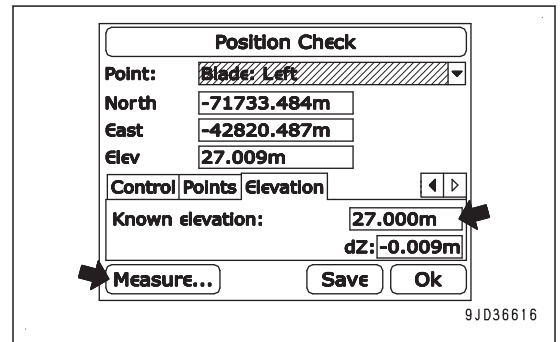 Position Check
Point: Blade: Left
North -71733.484m
East -42820.487m
Elev 27.009m
Control Points Elevation
Known elevation: 27.000m
dZ: -0.009m
Measure... Save Ok
9JD36616